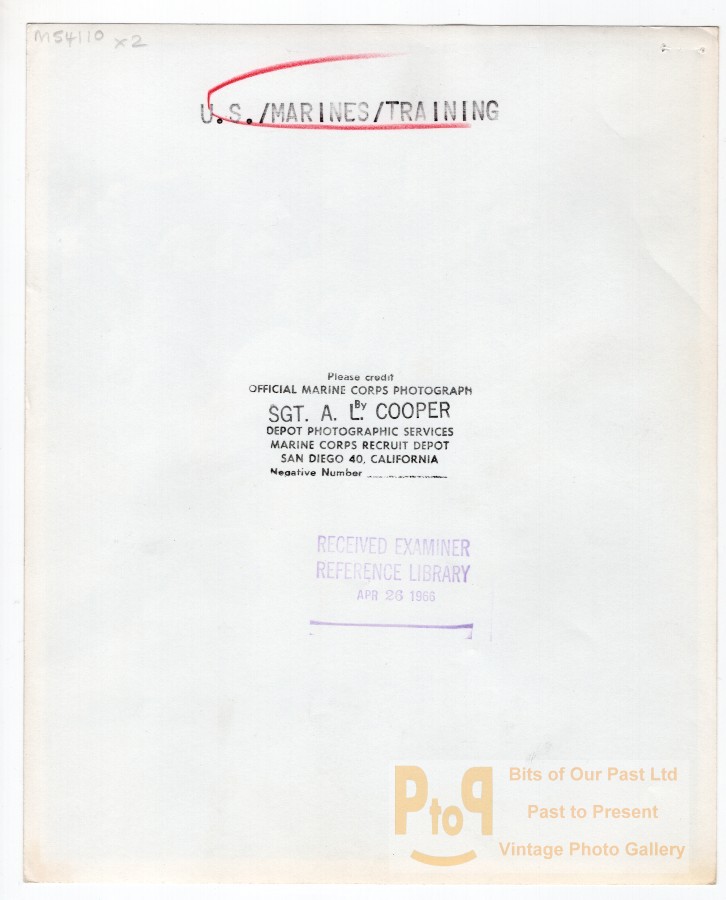 M54110 x2
U.S./MARINES/TRAINING
Please credit
OFFICIAL MARINE CORPS PHOTOGRAPH
By
SGT. A. L. COOPER
DEPOT PHOTOGRAPHIC SERVICES
MARINE CORPS RECRUIT DEPOT
SAN DIEGO 40, CALIFORNIA
Negative Number
RECEIVED EXAMINER
REFERENCE LIBRARY
APR 26 1966
PtoP
Bits of Our Past Ltd
Past to Present
Vintage Photo Gallery